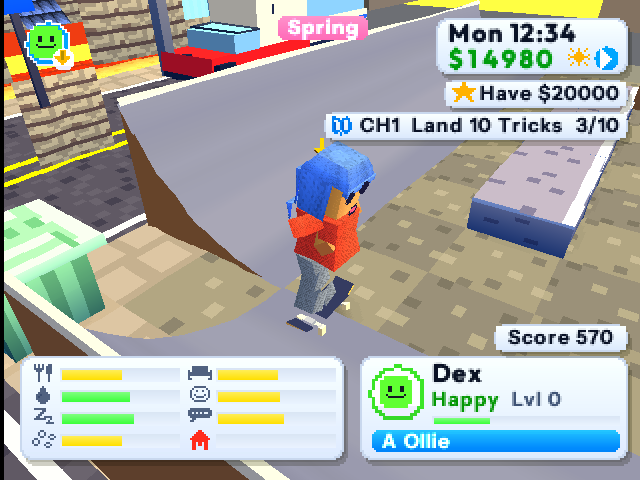 Spring
Mon 12:34
$14980
Have $20000
CH1 Land 10 Tricks 3/10
Score 570
Zz
Dex
Happy Lvl 0
A Ollie